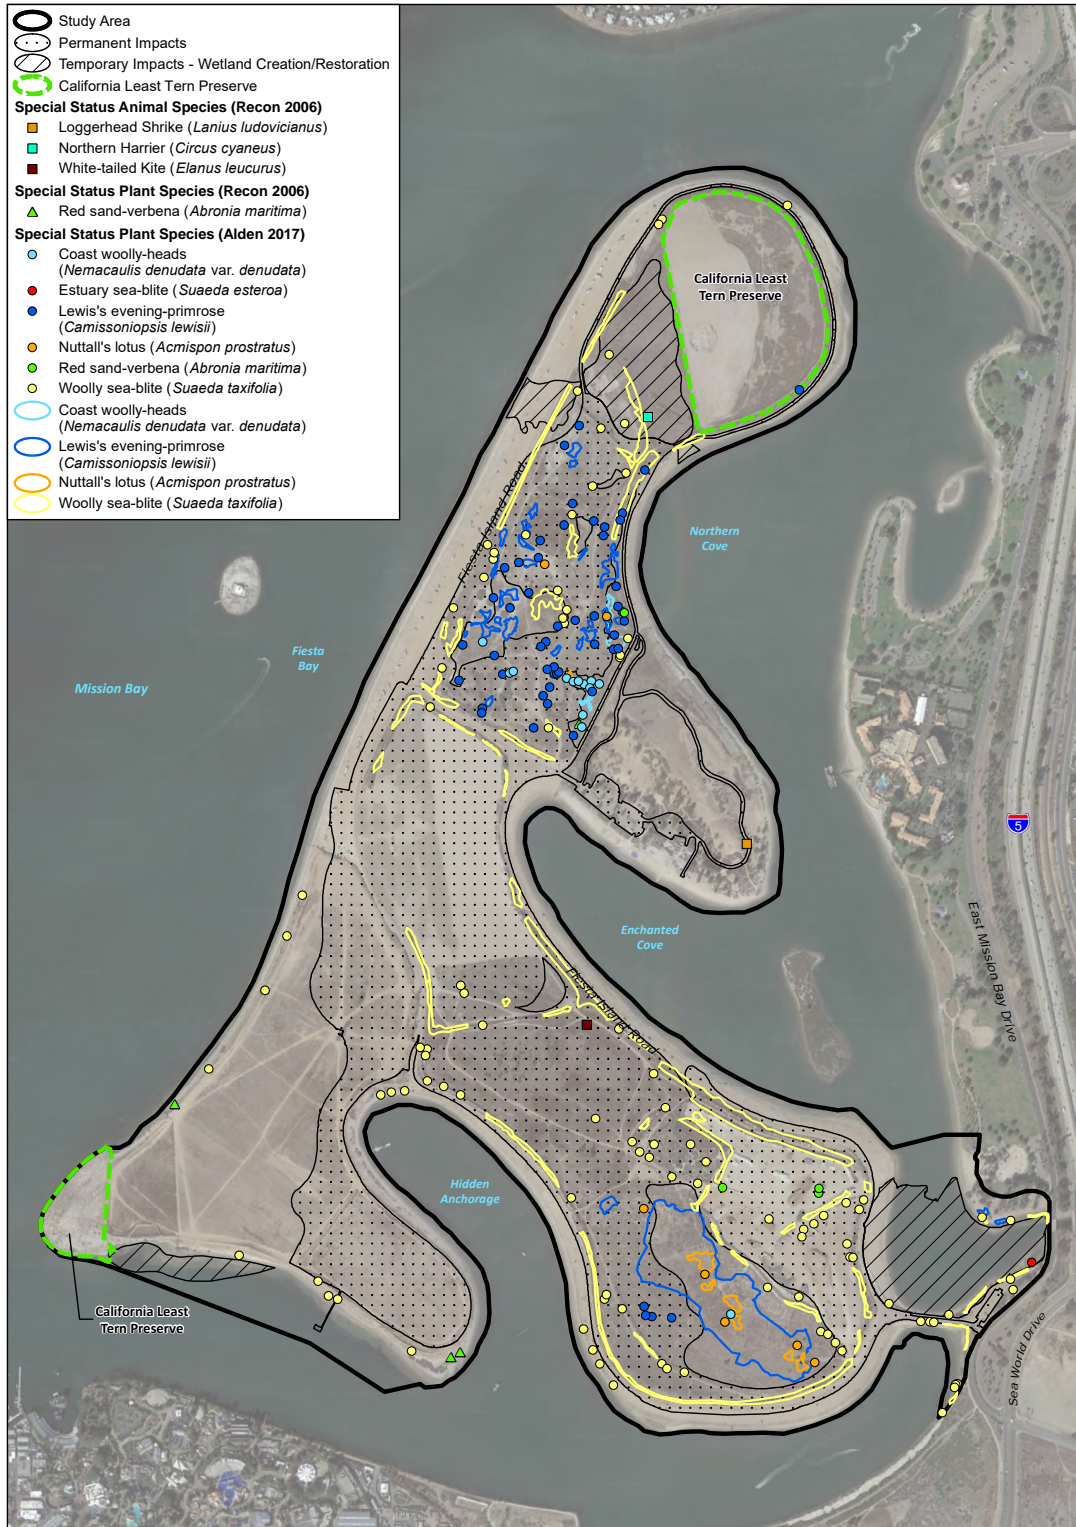 Study Area
Permanent Impacts
Temporary Impacts - Wetland Creation/Restoration
California Least Tern Preserve
Special Status Animal Species (Recon 2006)
Loggerhead Shrike (Lanius ludovicianus)
Northern Harrier (Circus cyaneus)
White-tailed Kite (Elanus leucurus)
Special Status Plant Species (Recon 2006)
Red sand-verbena (Abronia maritima)
Special Status Plant Species (Alden 2017)
Coast woolly-heads
(Nemacaulis denudata var. denudata)
Estuary sea-blite (Suaeda esteroa)
Lewis's evening-primrose
(Camissoniopsis lewisii)
Nuttall's lotus (Acmispon prostratus)
Red sand-verbena (Abronia maritima)
Woolly sea-blite (Suaeda taxifolia)
Coast woolly-heads
(Nemacaulis denudata var. denudata)
Lewis's evening-primrose
(Camissoniopsis lewisii)
Nuttall's lotus (Acmispon prostratus)
Woolly sea-blite (Suaeda taxifolia)
California Least
Tern Preserve
Fiesta Island Road
Northern
Cove
Fiesta
Bay
Mission Bay
5
Enchanted
Cove
East Mission Bay Drive
Fiesta Island Road
Hidden
Anchorage
California Least
Tern Preserve
Sea World Drive